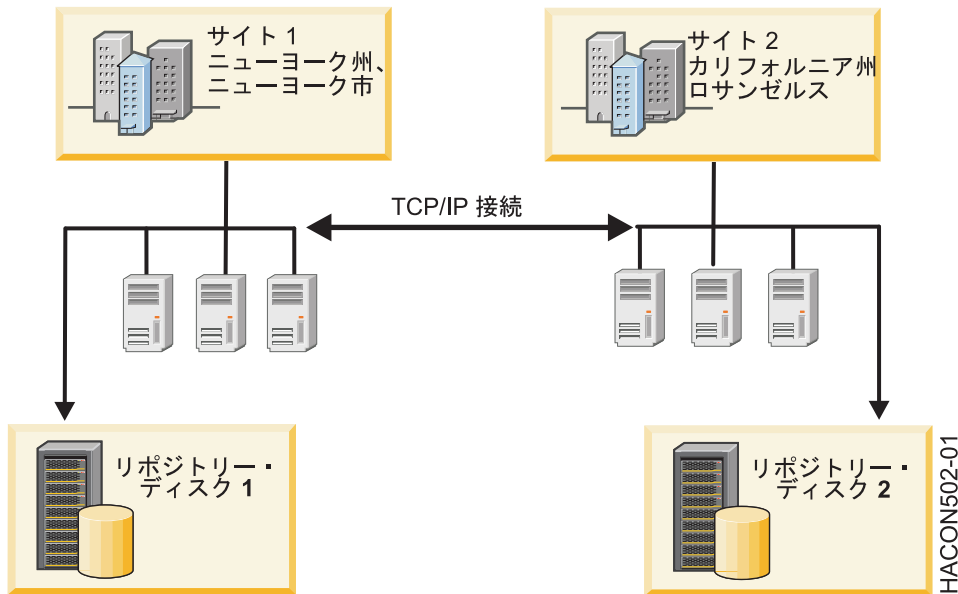 サイト 1
ニューヨーク州、
ニューヨーク市
サイト 2
カリフォルニア州
ロサンゼルス
TCP/IP 接続
リポジトリー・
ディスク 1
リポジトリー・
ディスク 2
HACON502-01